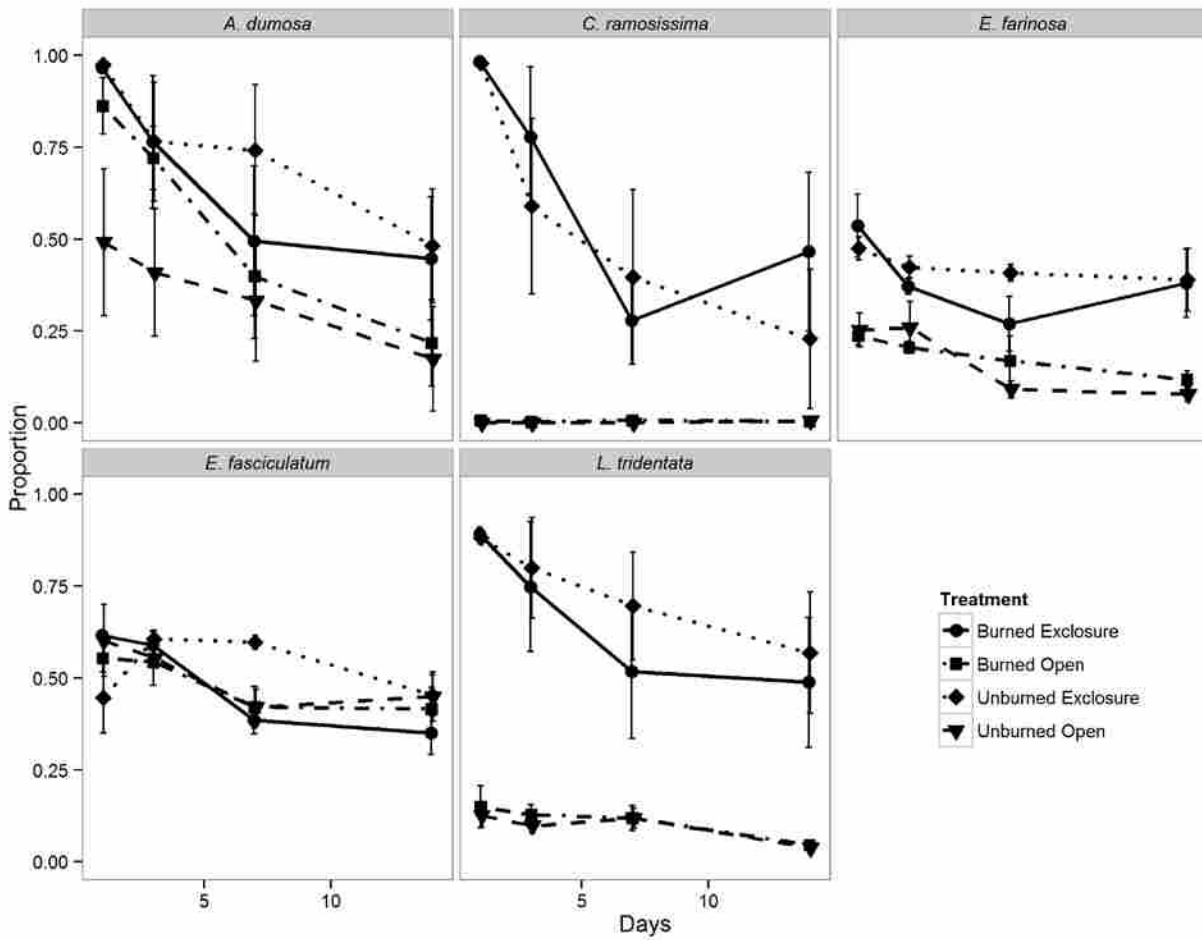 A. dumosa
C. ramosissima
E. farinosa
1.00
0.75
0.50
0.25
0.00
Proportion
E. fasciculatum
L. tridentata
1.00
0.75
0.50
0.25
0.00
Treatment
Burned Exclosure
Burned Open
Unburned Exclosure
Unburned Open
5
10
5
10
Days